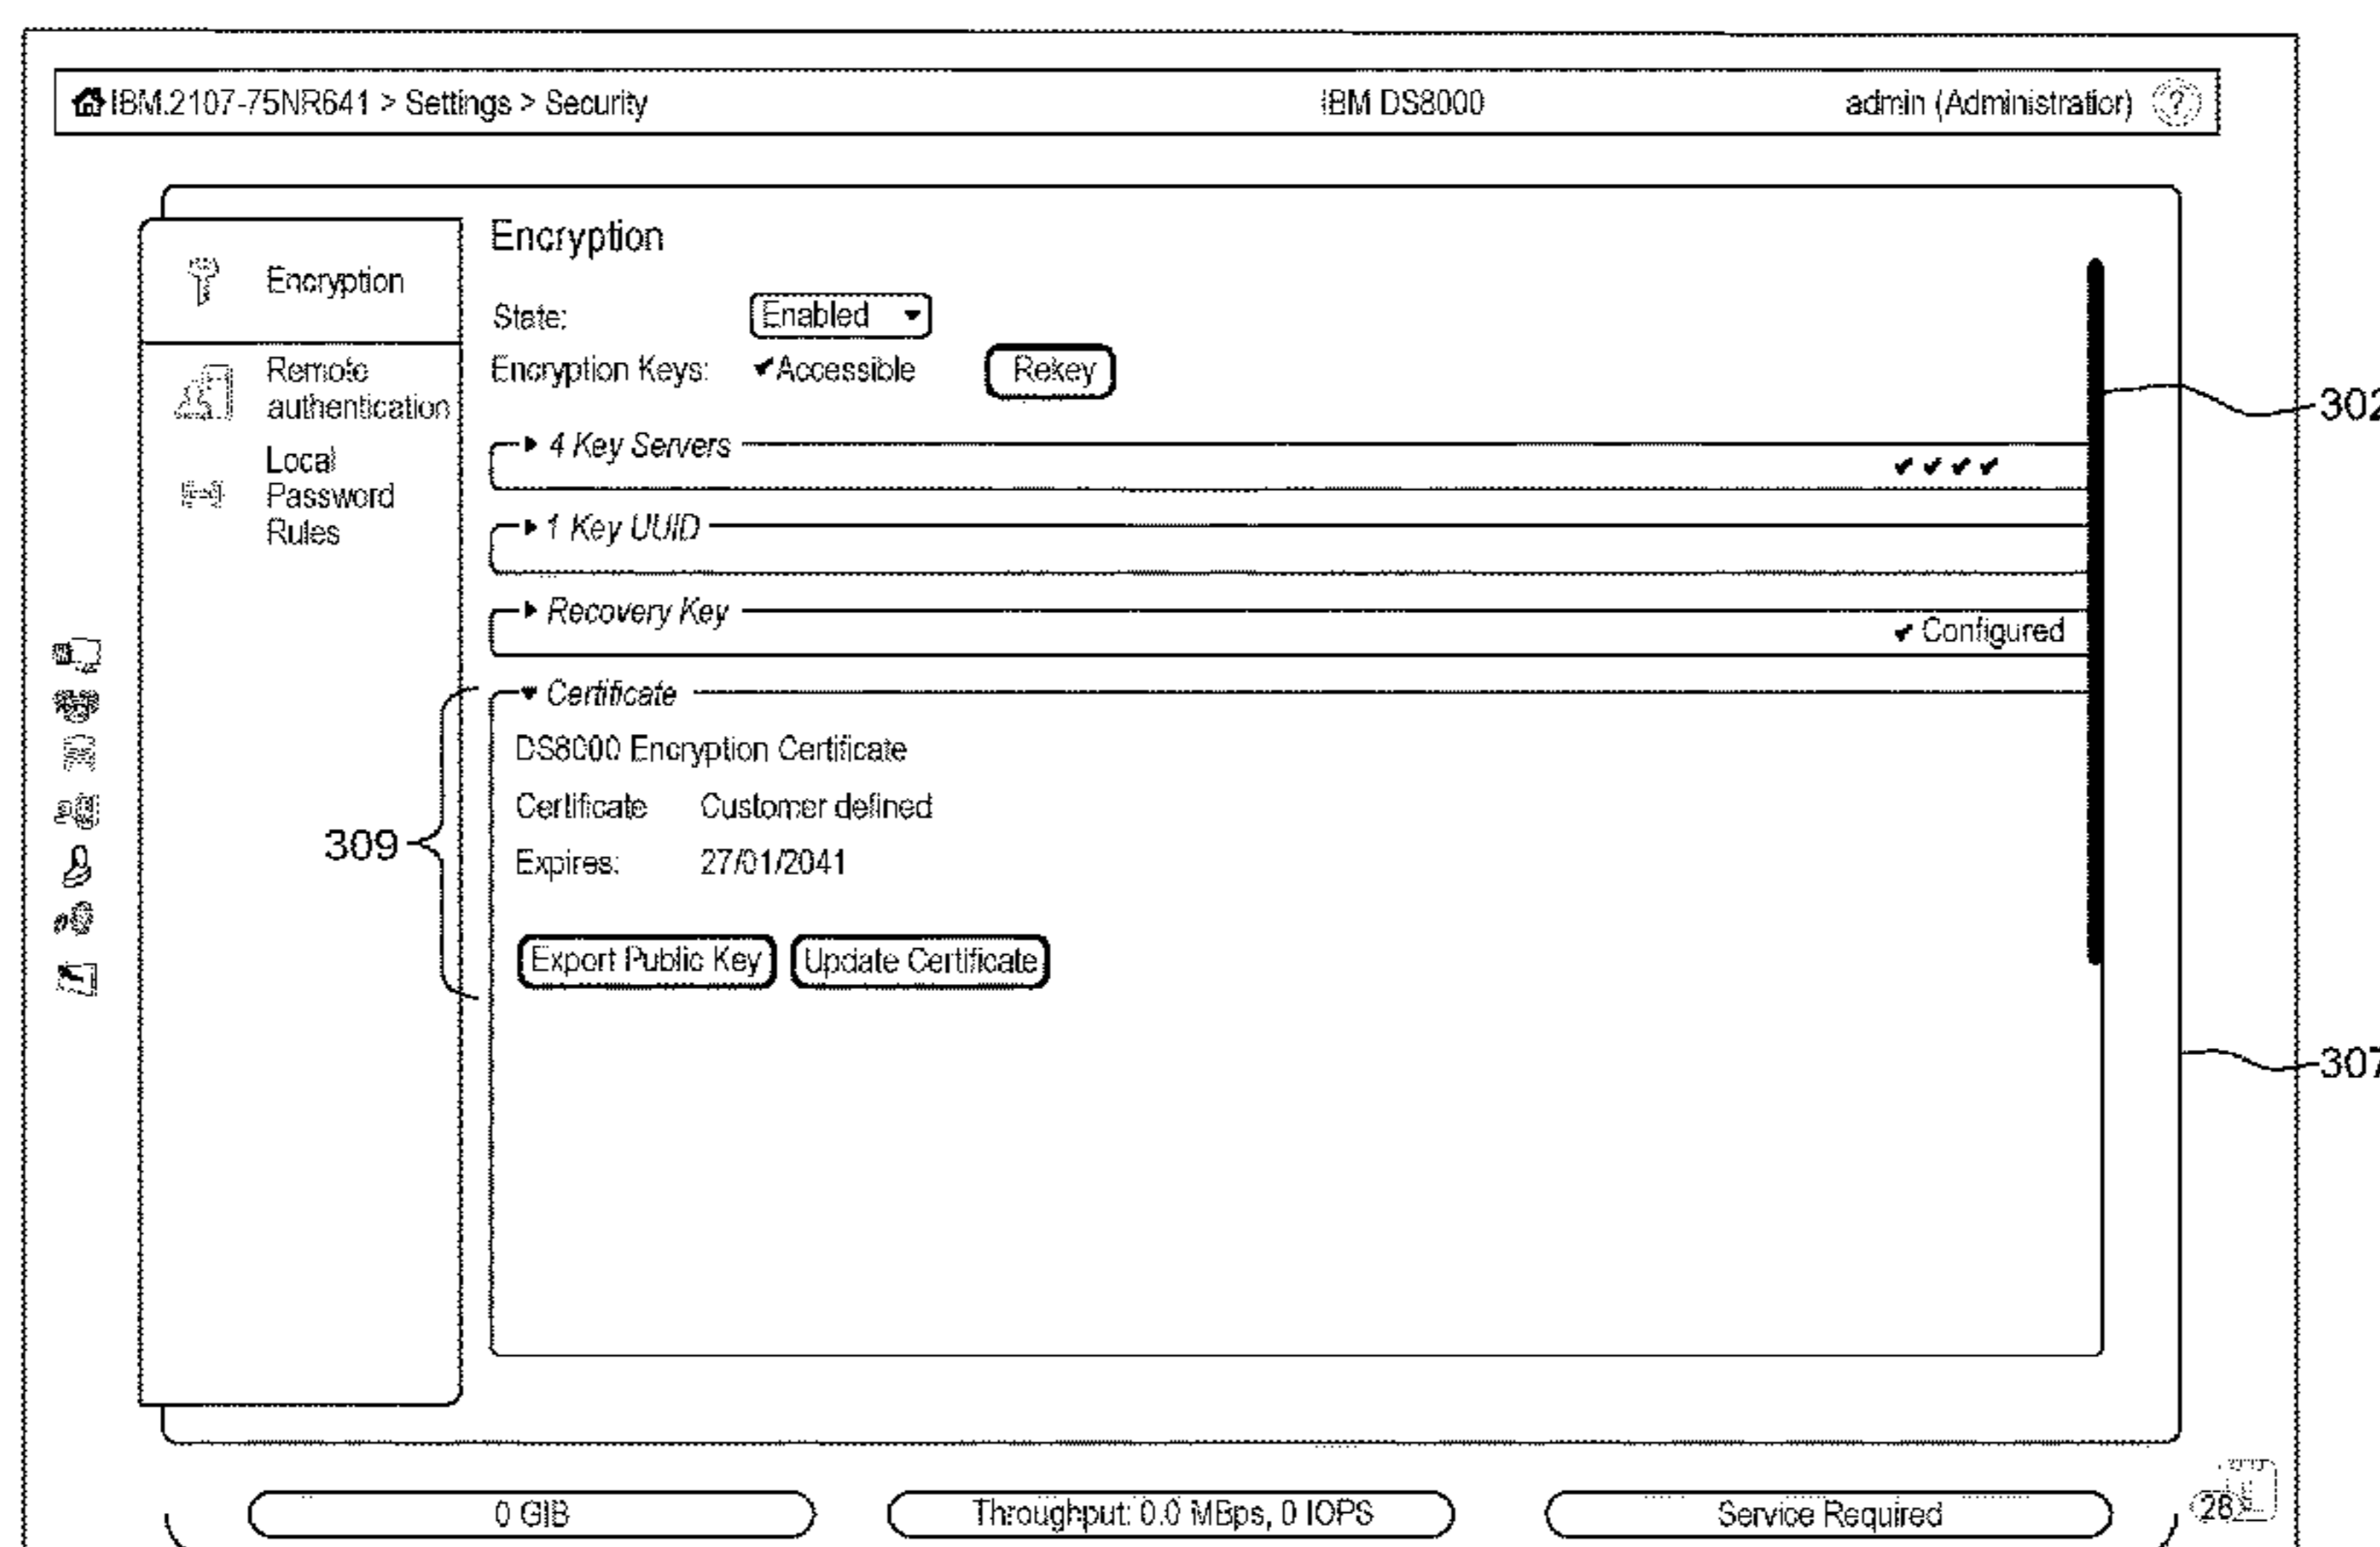 IBM.2107-75NR641 > Settings > Security IBM DS8000 admin (Administratior) ?
Encryption
Remote
authentication
Local
Password
Rules
Encryption
State: Enabled
Encryption Keys: ✔Accessible Rekey
4 Key Servers ✔ ✔ ✔ ✔
1 Key UUID
Recovery Key ✔ Configured
Certificate
DS8000 Encryption Certificate
Certificate Customer defined
Expires: 27/01/2041
Export Public Key Update Certificate
302
309
307
0 GIB Throughput: 0.0 MBps, 0 IOPS Service Required 26